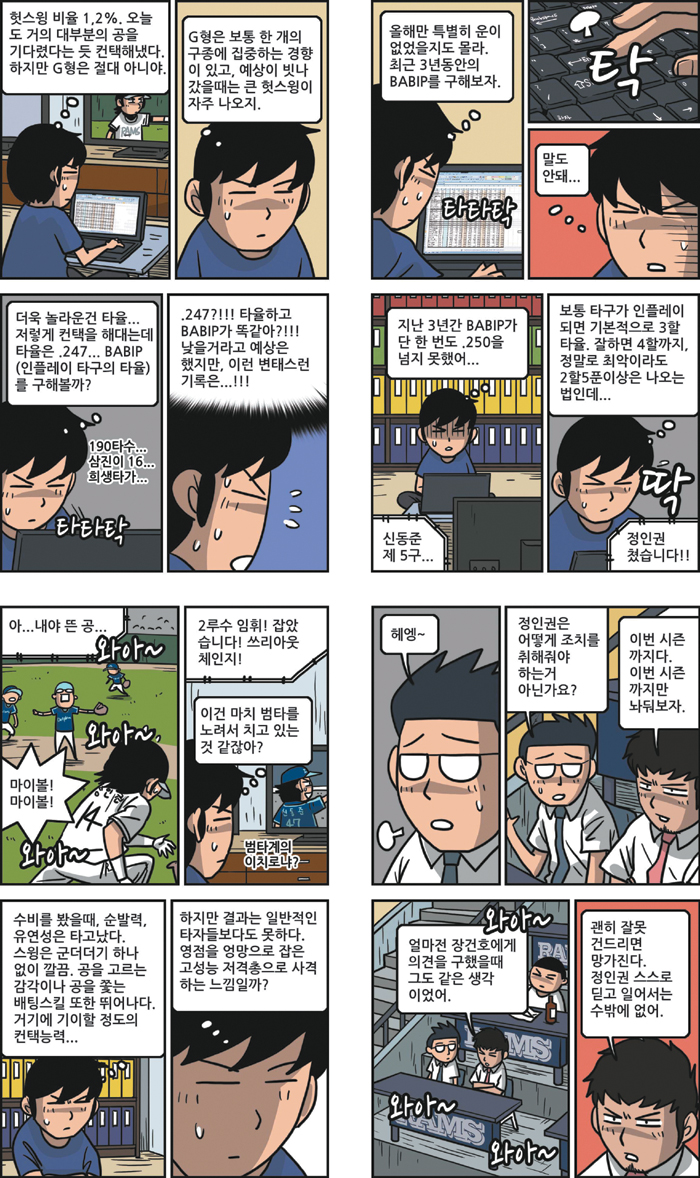 헛스윙 비율 1,2%. 오늘
도 거의 대부분의 공을
기다렸다는 듯 컨택해냈다.
하지만 G형은 절대 아니야.
RAMS
G형은 보통 한 개의
구종에 집중하는 경향
이 있고, 예상이 빗나
갔을때는 큰 헛스윙이
자주 나오지.
더욱 놀라운건 타율...
저렇게 컨택을 해대는데
타율은 .247... BABIP
(인플레이 타구의 타율)
를 구해볼까?
190타수...
삼진이 16...
희생타가...
타타탁
.247?!!! 타율하고
BABIP가 똑같아?!!!
낮을거라고 예상은
했지만, 이런 변태스런
기록은...!!!
올해만 특별히 운이
없었을지도 몰라.
최근 3년동안의
BABIP를 구해보자.
타타탁
탁
말도
안돼...
지난 3년간 BABIP가
단 한 번도 .250을
넘지 못했어...
신동준
제 5구...
보통 타구가 인플레이
되면 기본적으로 3할
타율. 잘하면 4할까지,
정말로 최악이라도
2할5푼이상은 나오는
법인데...
딱
정인권
쳤습니다!!
아...내야 뜬 공...
와아~
와아~
마이볼!
마이볼!
4
와아~
2루수 임휘! 잡았
습니다! 쓰리아웃
체인지!
이건 마치 범타를
노려서 치고 있는
것 같잖아?
신동준
47
범타계의
이치로냐?
수비를 봤을때, 순발력,
유연성은 타고났다.
스윙은 군더더기 하나
없이 깔끔. 공을 고르는
감각이나 공을 쫓는
배팅스킬 또한 뛰어나다.
거기에 기이할 정도의
컨택능력...
하지만 결과는 일반적인
타자들보다도 못하다.
영점을 엉망으로 잡은
고성능 저격총으로 사격
하는 느낌일까?
헤엥~
정인권은
어떻게 조치를
취해줘야
하는거
아닌가요?
이번 시즌
까지다.
이번 시즌
까지만
놔둬보자.
와아~
얼마전 장건호에게
의견을 구했을때
그도 같은 생각
이었어.
RAMS
RAMS
와아~
RAMS
와아~
괜히 잘못
건드리면
망가진다.
정인권 스스로
딛고 일어서는
수밖에 없어.